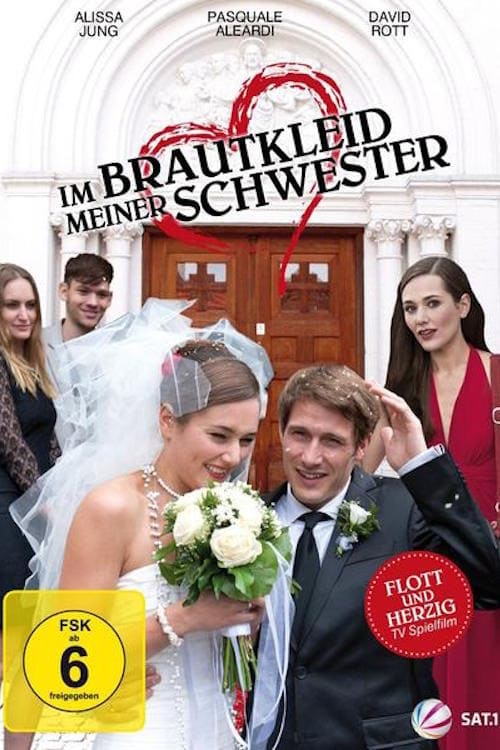 ALISSA JUNG
PASQUALE ALEARDI
DAVID ROTT
IM BRAUTKLEID
MEINER SCHWESTER
FLOTT
UND
HERZIG
TV Spielfilm
FSK
ab
6
freigegeben
SAT.1